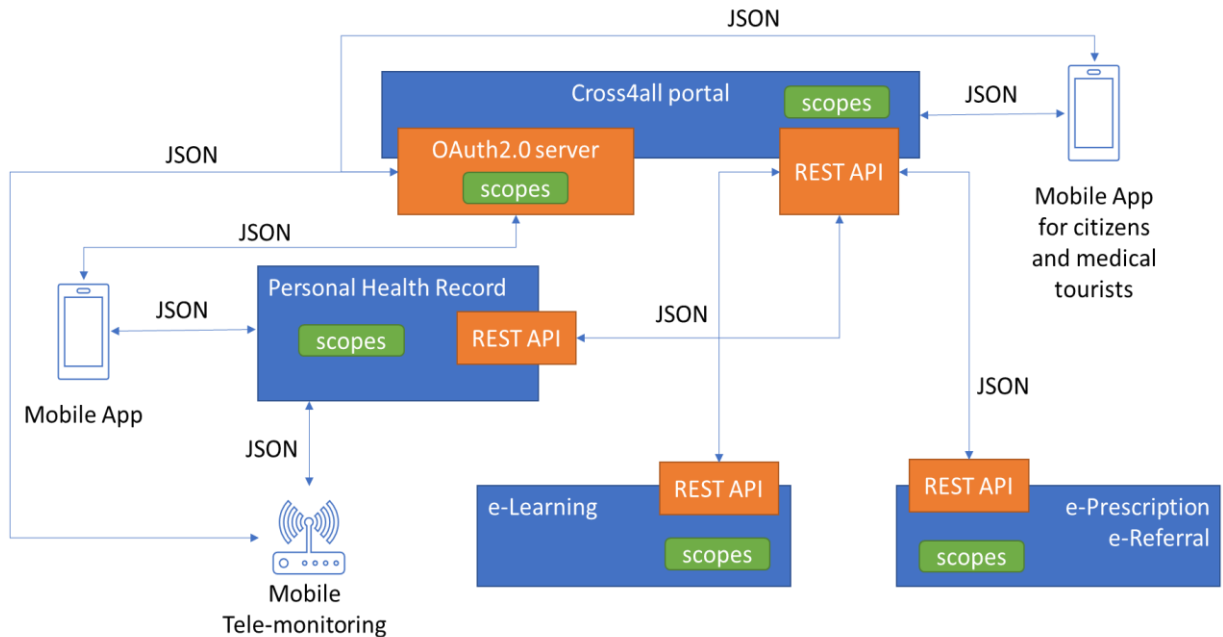 JSON
Cross4all portal
scopes
JSON
JSON
OAuth2.0 server
scopes
REST API
Mobile App
for citizens
and medical
tourists
JSON
Personal Health Record
JSON
scopes
REST API
JSON
Mobile App
JSON
JSON
REST API
REST API
e-Learning
e-Prescription
e-Referral
scopes
scopes
Mobile
Tele-monitoring